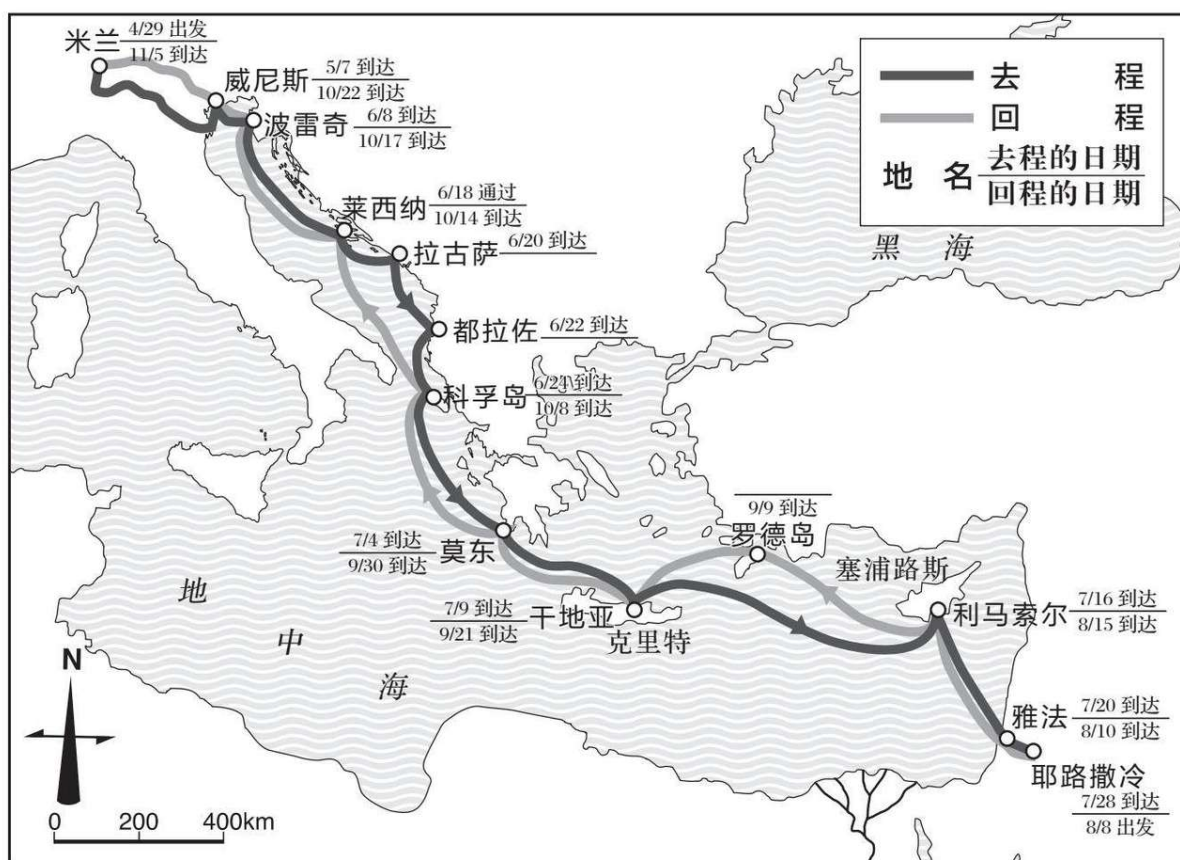 米兰 4/29 出发
11/5 到达
威尼斯 5/7 到达
10/22 到达
波雷奇 6/8 到达
10/17 到达
莱西纳 6/18 通过
10/14 到达
拉古萨 6/20 到达
都拉佐 6/22 到达
科孚岛 6/24 到达
10/8 到达
去 程
回 程
地 名 去程的日期
回程的日期
黑 海
9/9 到达
罗德岛
7/4 到达
9/30 到达
莫东
塞浦路斯
7/9 到达
9/21 到达
干地亚
克里特
利马索尔 7/16 到达
8/15 到达
地
中
海
雅法 7/20 到达
8/10 到达
耶路撒冷
7/28 到达
8/8 出发
N
0 200 400km